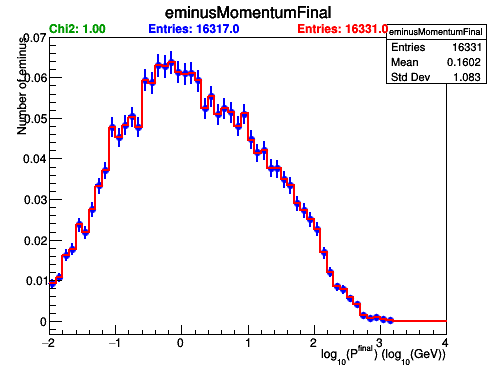 eminusMomentumFinal
Chi2: 1.00
Entries: 16317.0
Entries: 16331.0
eminusMomentumFinal
Entries 16331
Mean 0.1602
Std Dev 1.083
Number of eminus
0.07
0.06
0.05
0.04
0.03
0.02
0.01
0
−2 −1 0 1 2 3 4
log10(Pfinal) (log10(GeV))